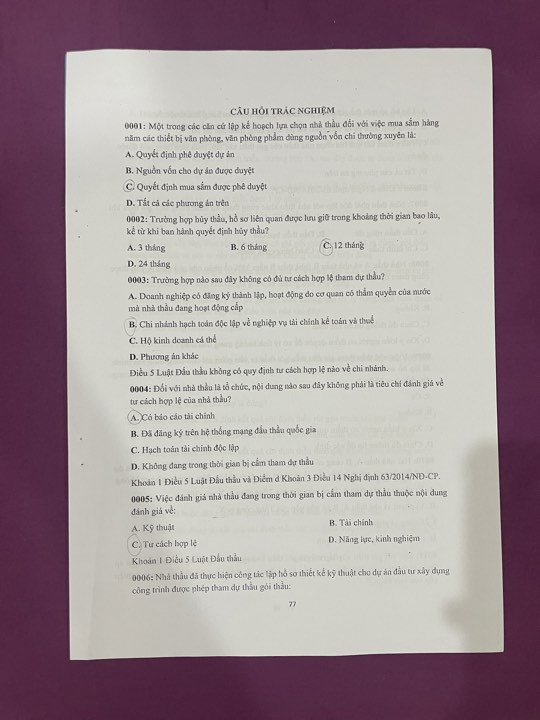 CÂU HỎI TRẮC NGHIỆM
0001: Một trong các căn cứ lập kế hoạch lựa chọn nhà thầu đối với việc mua sắm hàng
năm các thiết bị văn phòng, văn phòng phẩm dùng nguồn vốn chi thường xuyên là:
A. Quyết định phê duyệt dự án
B. Nguồn vốn cho dự án được duyệt
C. Quyết định mua sắm được phê duyệt
D. Tất cả các phương án trên
0002: Trường hợp hủy thầu, hồ sơ liên quan được lưu giữ trong khoảng thời gian bao lâu,
kể từ khi ban hành quyết định hủy thầu?
A. 3 tháng B. 6 tháng C. 12 tháng
D. 24 tháng
0003: Trường hợp nào sau đây không có đủ tư cách hợp lệ tham dự thầu?
A. Doanh nghiệp có đăng ký thành lập, hoạt động do cơ quan có thẩm quyền của nước
mà nhà thầu đang hoạt động cấp
B. Chi nhánh hạch toán độc lập về nghiệp vụ tài chính kế toán và thuế
C. Hộ kinh doanh cá thể
D. Phương án khác
Điều 5 Luật Đấu thầu không có quy định tư cách hợp lệ nào về chi nhánh.
0004: Đối với nhà thầu là tổ chức, nội dung nào sau đây không phải là tiêu chí đánh giá về
tư cách hợp lệ của nhà thầu?
A. Có báo cáo tài chính
B. Đã đăng ký trên hệ thống mạng đấu thầu quốc gia
C. Hạch toán tài chính độc lập
D. Không đang trong thời gian bị cấm tham dự thầu
Khoản 1 Điều 5 Luật Đấu thầu và Điểm d Khoản 3 Điều 14 Nghị định 63/2014/NĐ-CP.
0005: Việc đánh giá nhà thầu đang trong thời gian bị cấm tham dự thầu thuộc nội dung
đánh giá về:
A. Kỹ thuật B. Tài chính
C. Tư cách hợp lệ D. Năng lực, kinh nghiệm
Khoản 1 Điều 5 Luật Đấu thầu
0006: Nhà thầu đã thực hiện công tác lập hồ sơ thiết kế kỹ thuật cho dự án đầu tư xây dựng
công trình được phép tham dự thầu gói thầu:
77